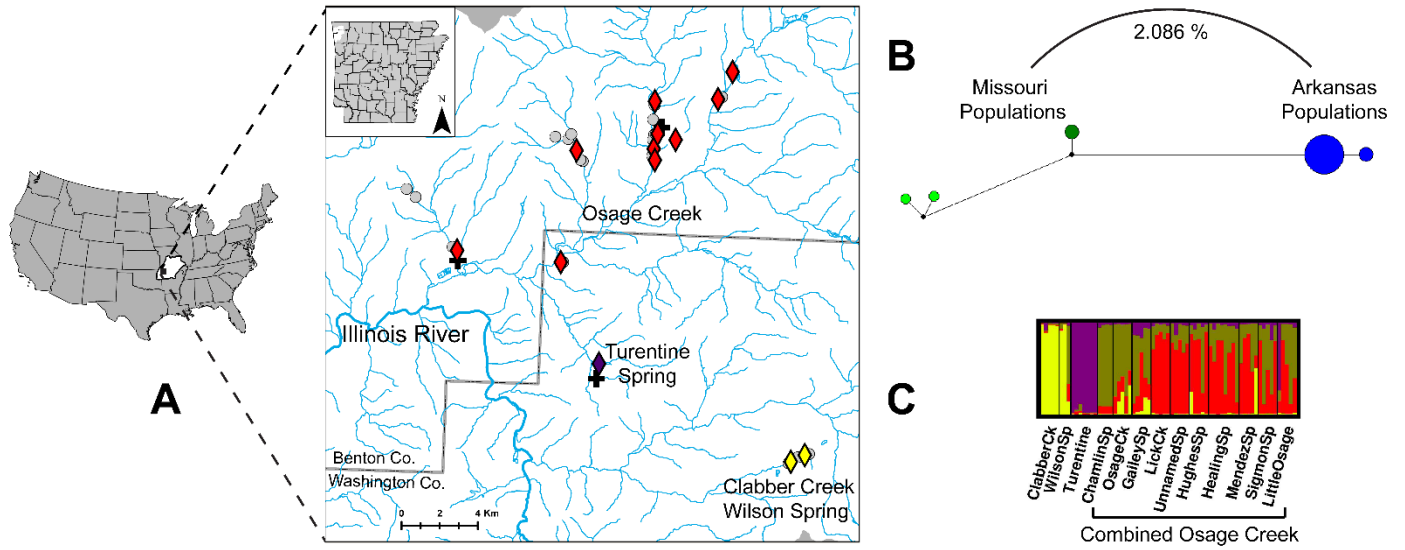 A
N
Osage Creek
Illinois River
Turentine
Spring
Benton Co.
Washington Co.
Clabber Creek
Wilson Spring
0 2 4 Km
B
2.086 %
Missouri
Populations
Arkansas
Populations
C
ClabberCk
WilsonSp
Turentine
ChamlinSp
OsageCk
GaileySp
LickCk
UnnamedSp
HughesSp
HealingSp
MendezSp
SigmonSp
LittleOsage
Combined Osage Creek